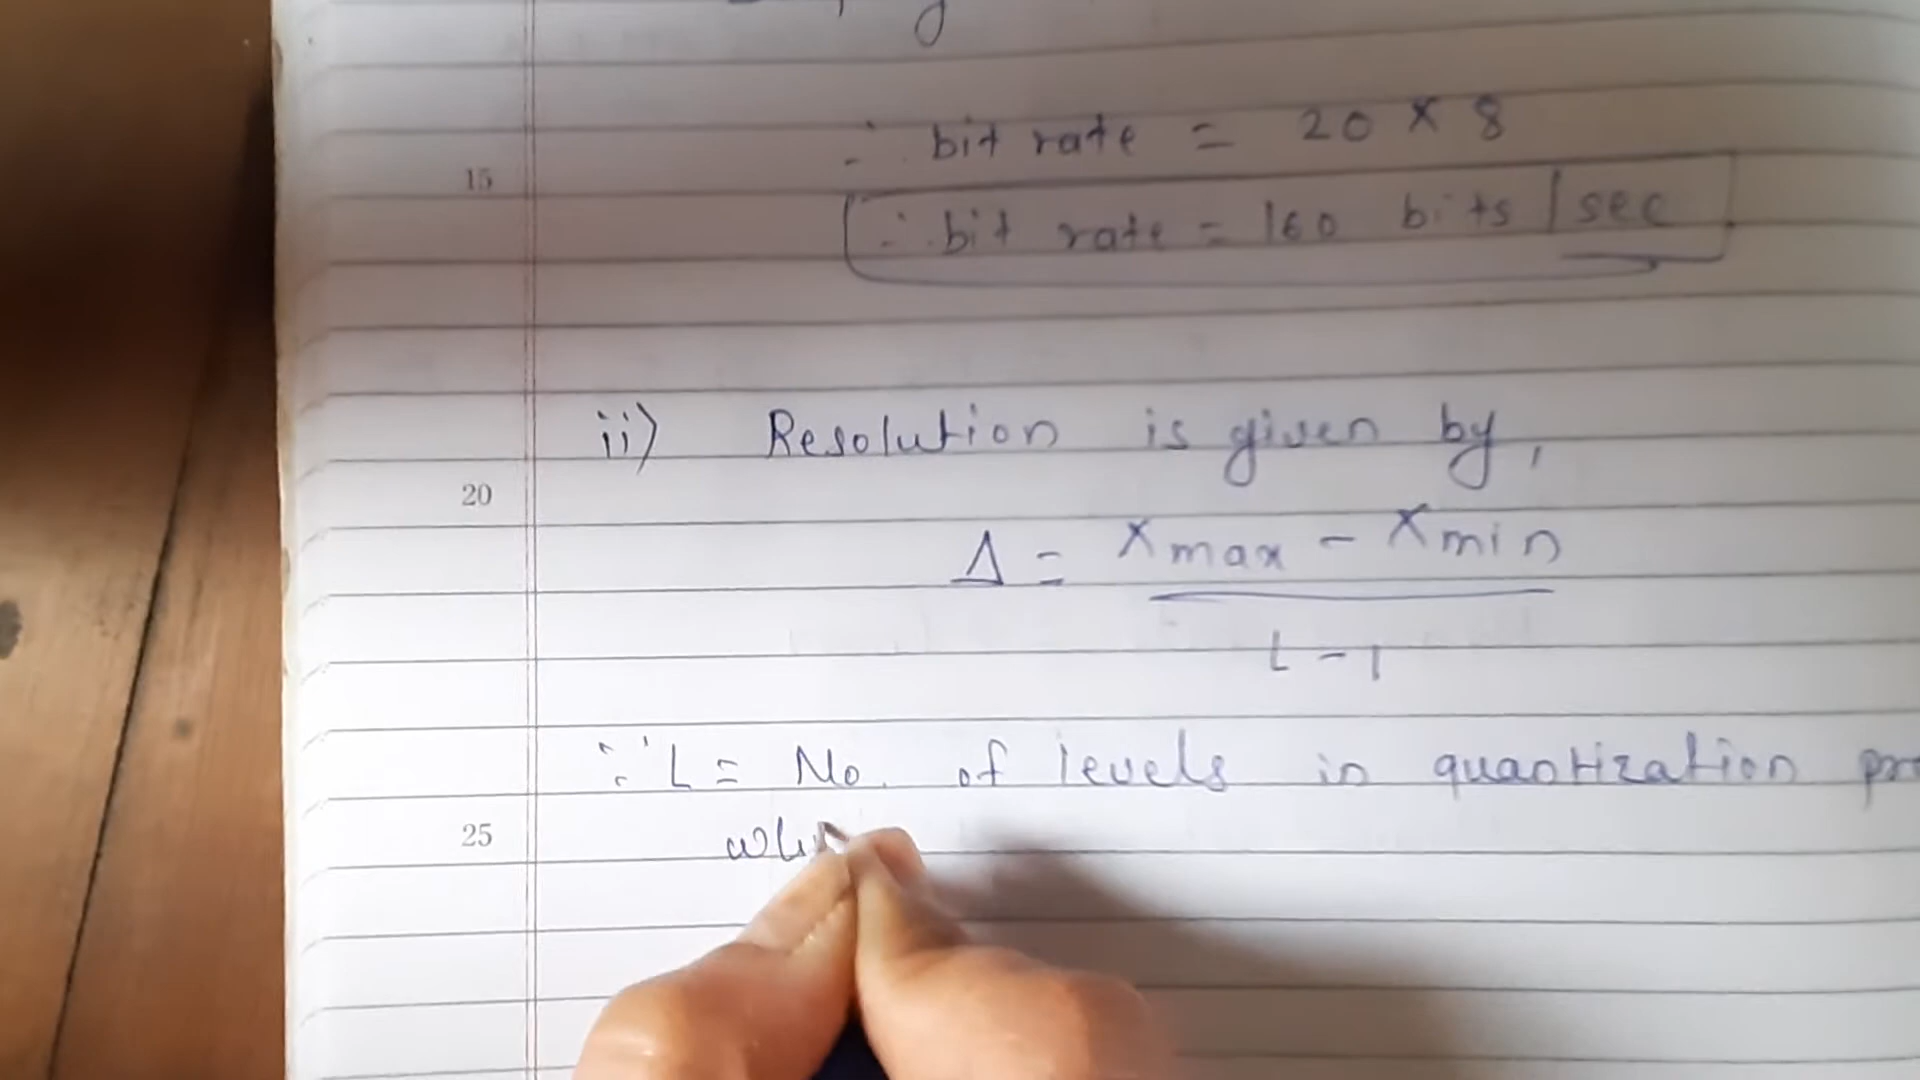 ∴ bit rate = 20 × 8
15
∴ bit rate = 160 bits / sec
ii) Resolution is given by,
20
Δ = Xmax - Xmin
L - 1
∵ L = No. of levels in quantization
25